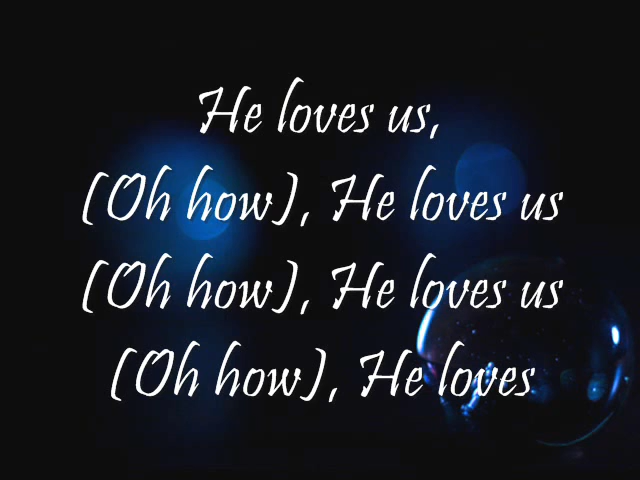 He loves us,
(Oh how), He loves us
(Oh how), He loves us
(Oh how), He loves